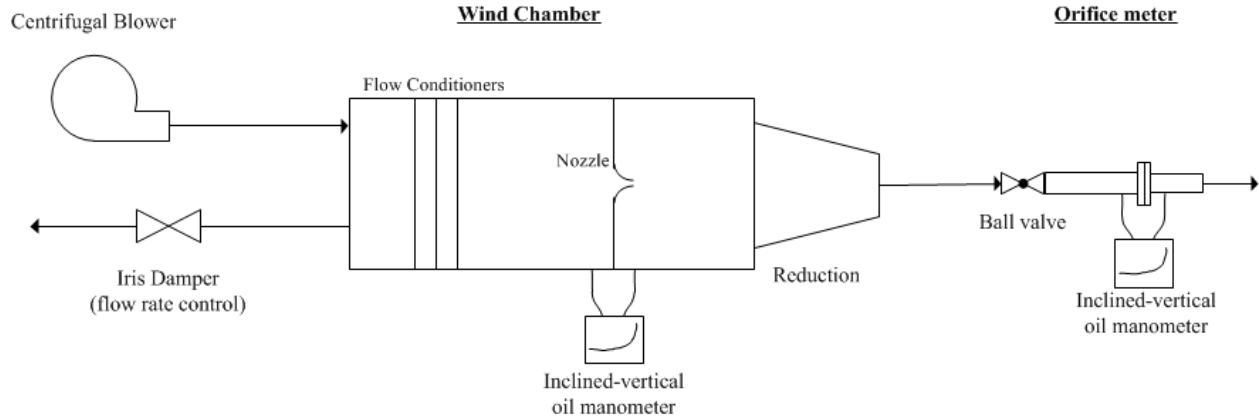 Wind Chamber
Orifice meter
Centrifugal Blower
Flow Conditioners
Nozzle
Ball valve
Iris Damper
(flow rate control)
Reduction
Inclined-vertical
oil manometer
Inclined-vertical
oil manometer